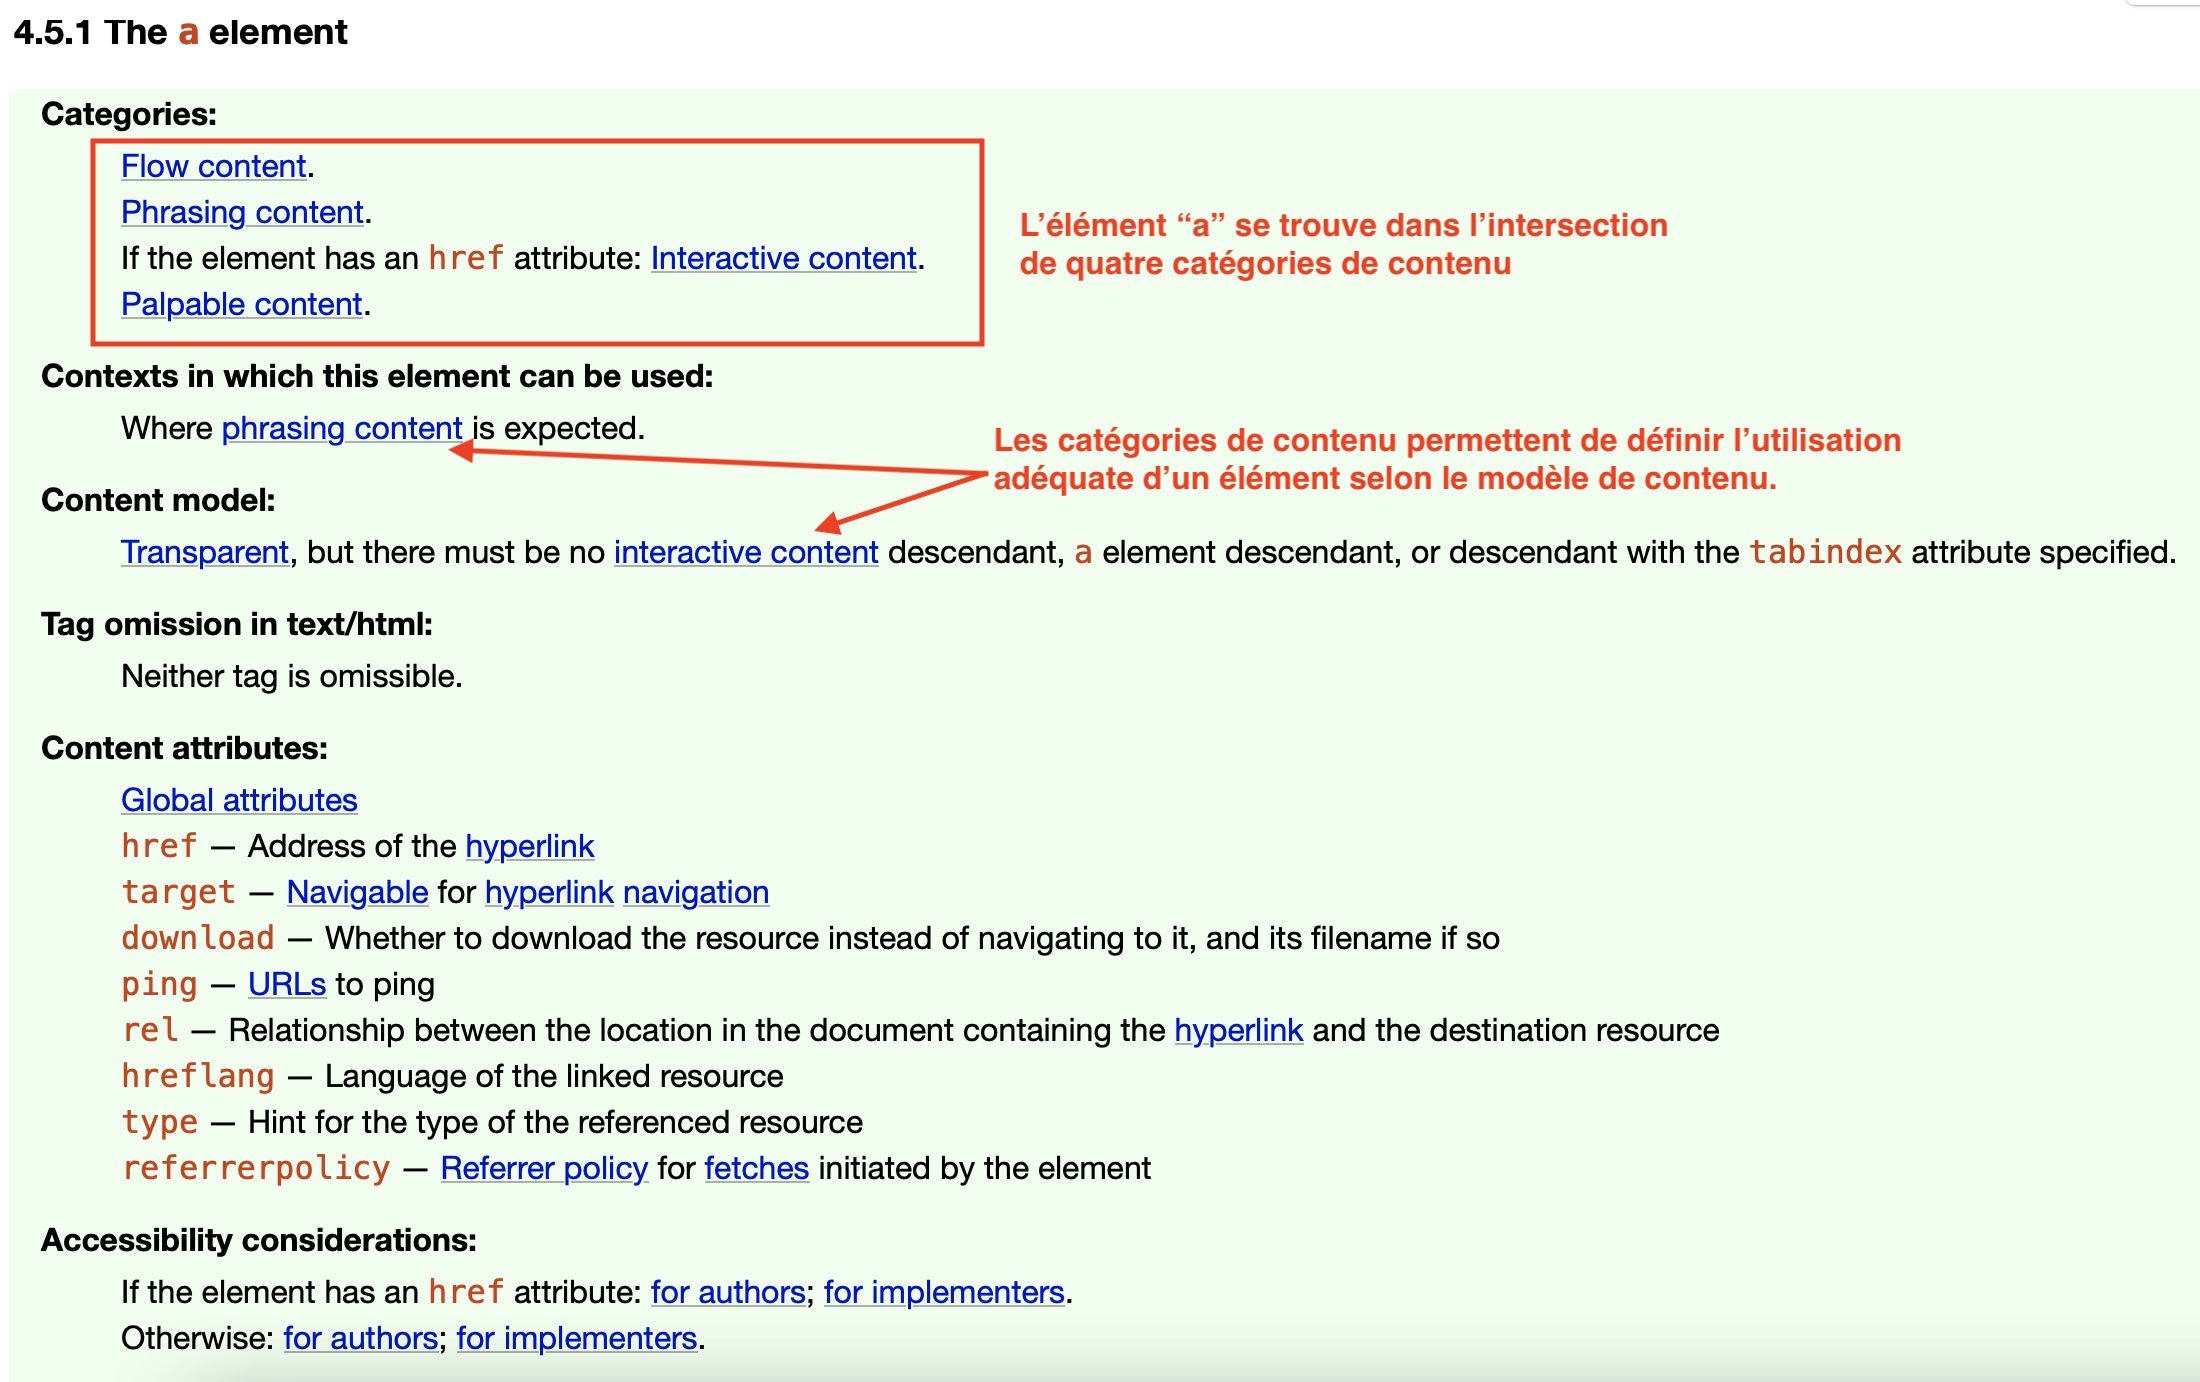 4.5.1 The a element
Categories:
Flow content.
Phrasing content.
If the element has an href attribute: Interactive content.
Palpable content.
L’élément “a” se trouve dans l’intersection
de quatre catégories de contenu
Contexts in which this element can be used:
Where phrasing content is expected.
Les catégories de contenu permettent de définir l’utilisation
adéquate d’un élément selon le modèle de contenu.
Content model:
Transparent, but there must be no interactive content descendant, a element descendant, or descendant with the tabindex attribute specified.
Tag omission in text/html:
Neither tag is omissible.
Content attributes:
Global attributes
href — Address of the hyperlink
target — Navigable for hyperlink navigation
download — Whether to download the resource instead of navigating to it, and its filename if so
ping — URLs to ping
rel — Relationship between the location in the document containing the hyperlink and the destination resource
hreflang — Language of the linked resource
type — Hint for the type of the referenced resource
referrerpolicy — Referrer policy for fetches initiated by the element
Accessibility considerations:
If the element has an href attribute: for authors; for implementers.
Otherwise: for authors; for implementers.